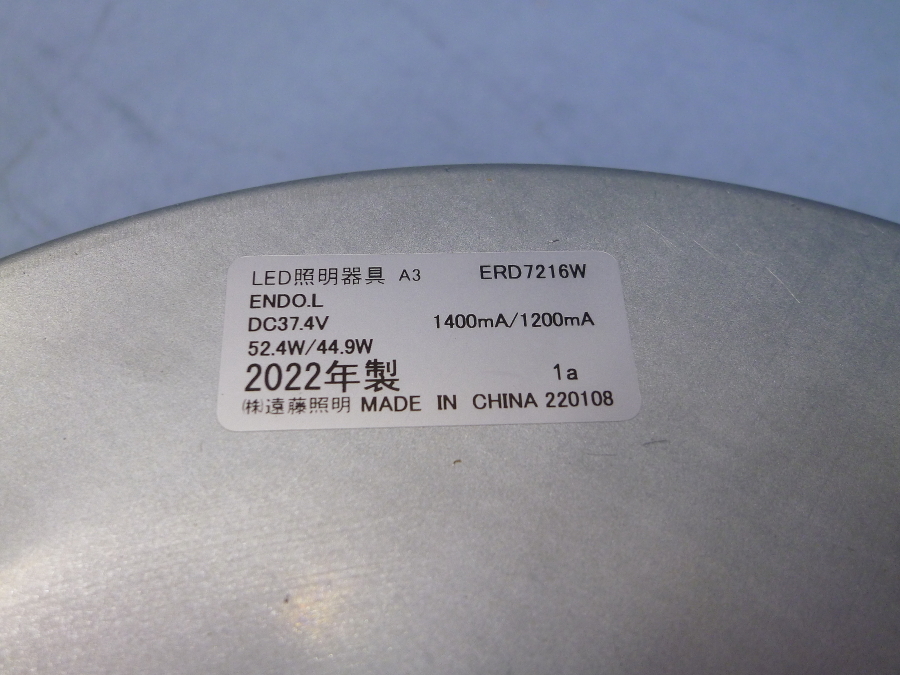 LED照明器具 A3 ERD7216W
ENDO.L
DC37.4V 1400mA/1200mA
52.4W/44.9W
2022年製 1a
㈱遠藤照明 MADE IN CHINA 220108